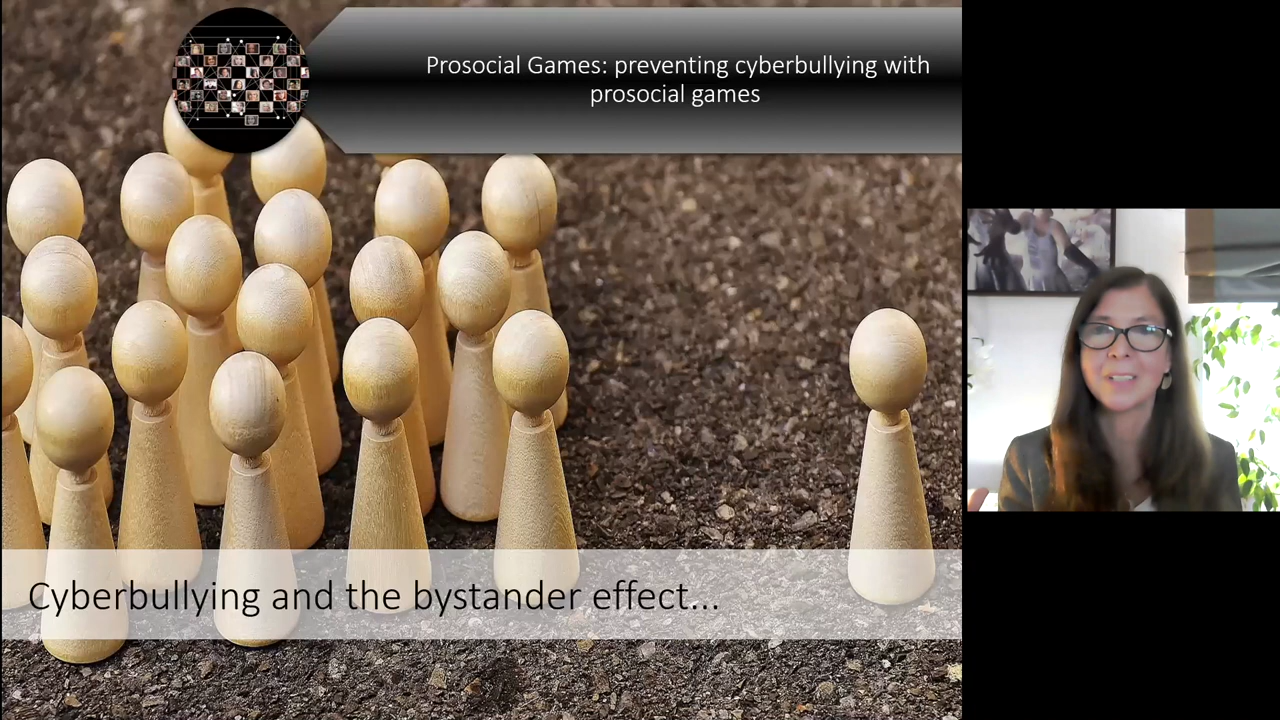 Prosocial Games: preventing cyberbullying with
prosocial games
Cyberbullying and the bystander effect...